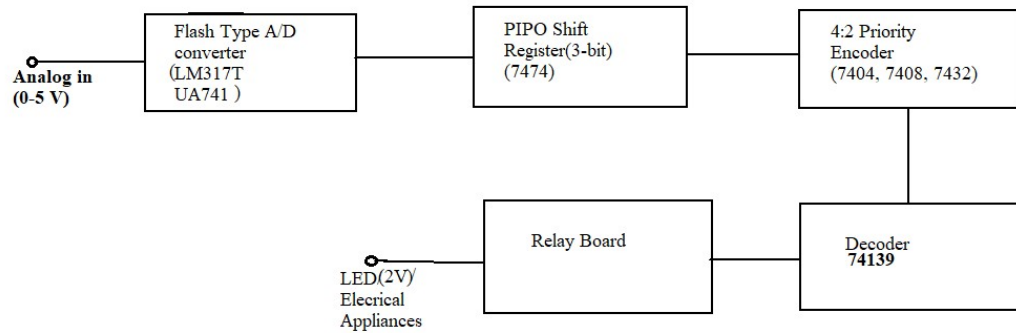 Analog in
(0-5 V)
Flash Type A/D
converter
(LM317T
UA741 )
PIPO Shift
Register(3-bit)
(7474)
4:2 Priority
Encoder
(7404, 7408, 7432)
Decoder
74139
Relay Board
LED/(2V)/
Elecrical
Appliances